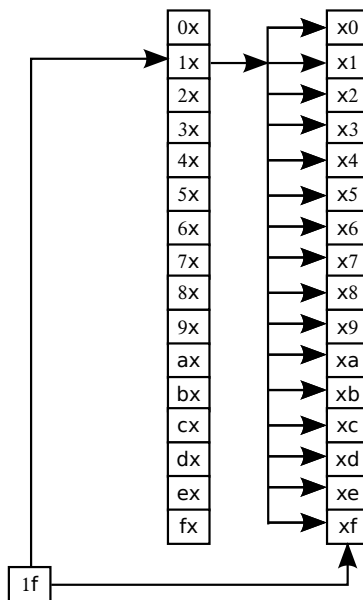 0x x0
1x x1
2x x2
3x x3
4x x4
5x x5
6x x6
7x x7
8x x8
9x x9
ax xa
bx xb
cx xc
dx xd
ex xe
fx xf
1f